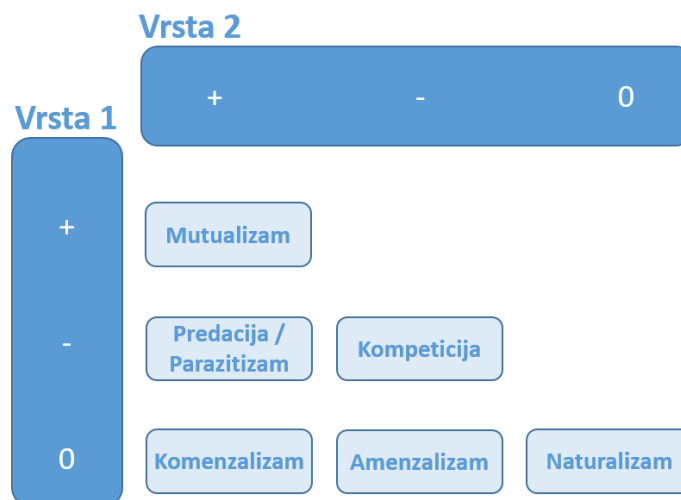 Vrsta 2
+ - 0
Vrsta 1
+
Mutualizam
-
Predacija /
Parazitizam
Kompeticija
0
Komenzalizam
Amenzalizam
Naturalizam